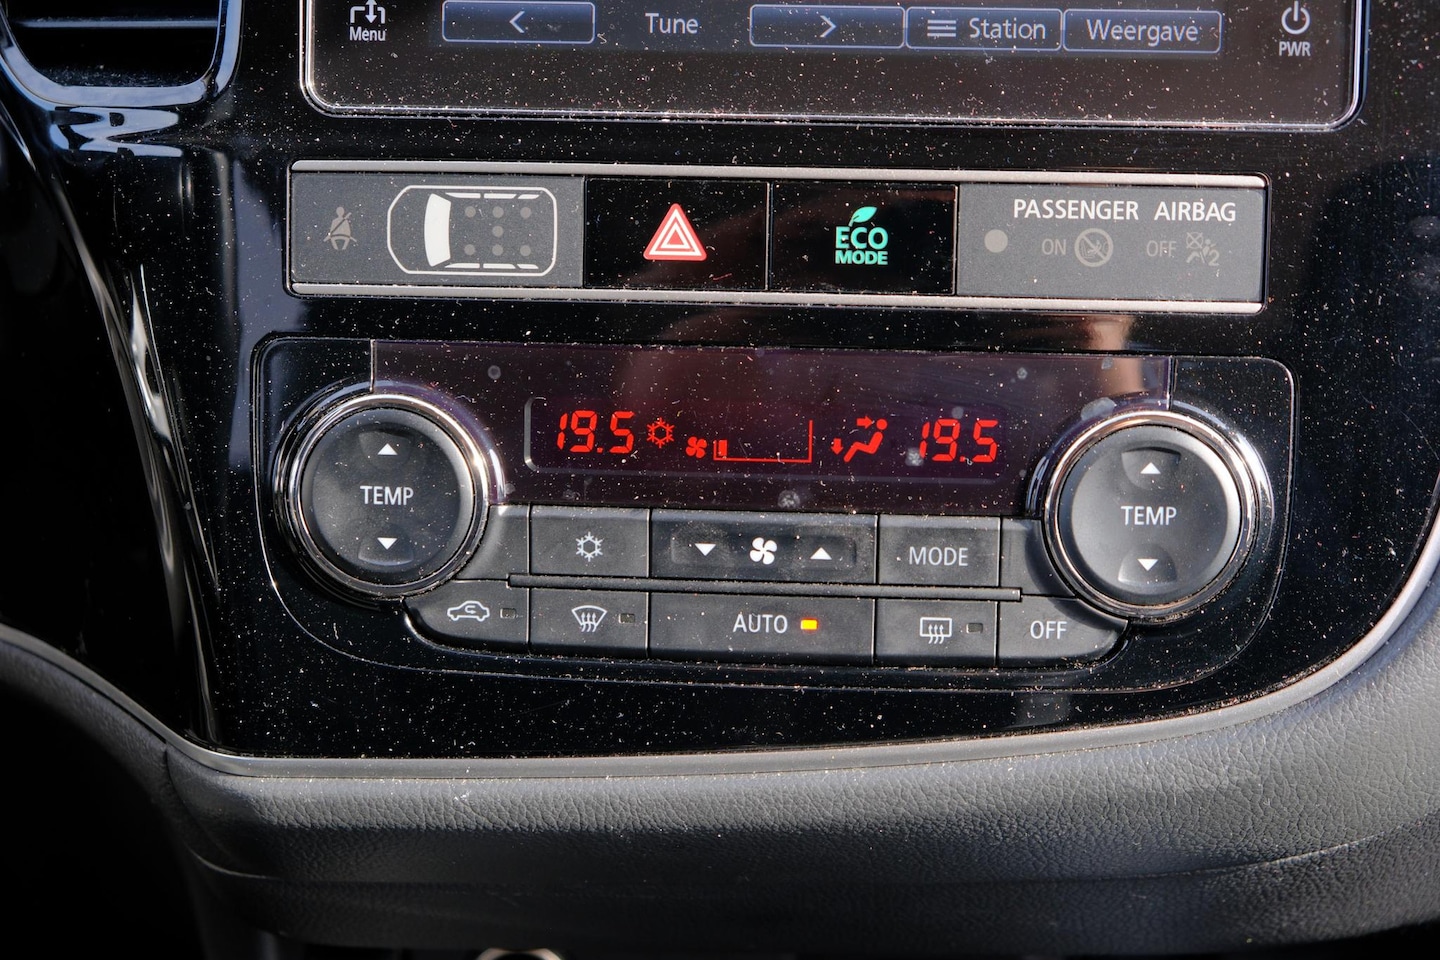 Menu
< Tune > Station Weergave
PWR
PASSENGER AIRBAG
ON OFF 2
ECO
MODE
19.5 19.5
TEMP
TEMP
MODE
AUTO
OFF